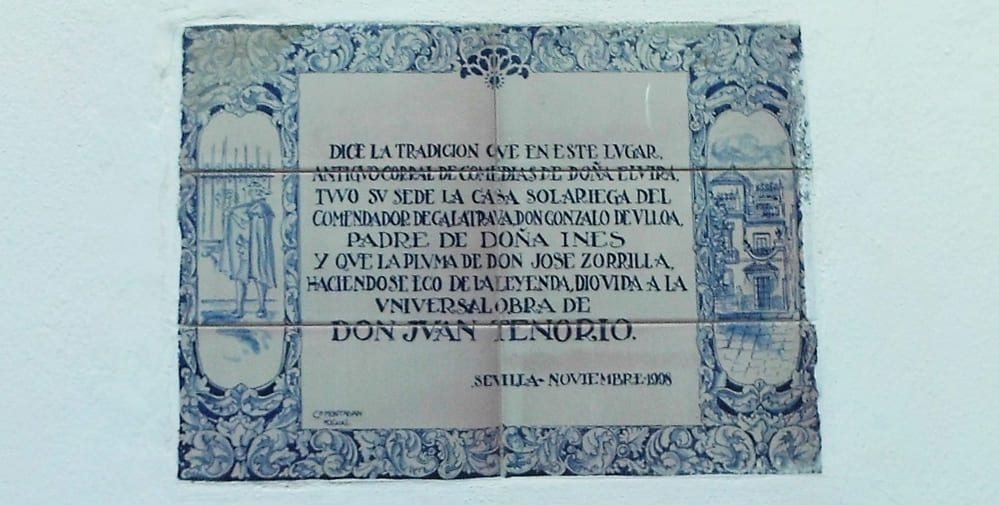 DICE LA TRADICION QVE EN ESTE LVGAR,
ANTIGVO CORRAL DE COMEDIAS DE DOÑA ELVIRA,
TVVO SV SEDE LA CASA SOLARIEGA DEL
COMENDADOR DE CALATRAVA, DON GONZALO DE VLLOA,
PADRE DE DOÑA INES
Y QVE LA PLVMA DE DON JOSE ZORRILLA,
HACIENDOSE ECO DE LA LEYENDA, DIO VIDA A LA
VNIVERSAL OBRA DE
DON JVAN TENORIO.
SEVILLA - NOVIEMBRE - 1998